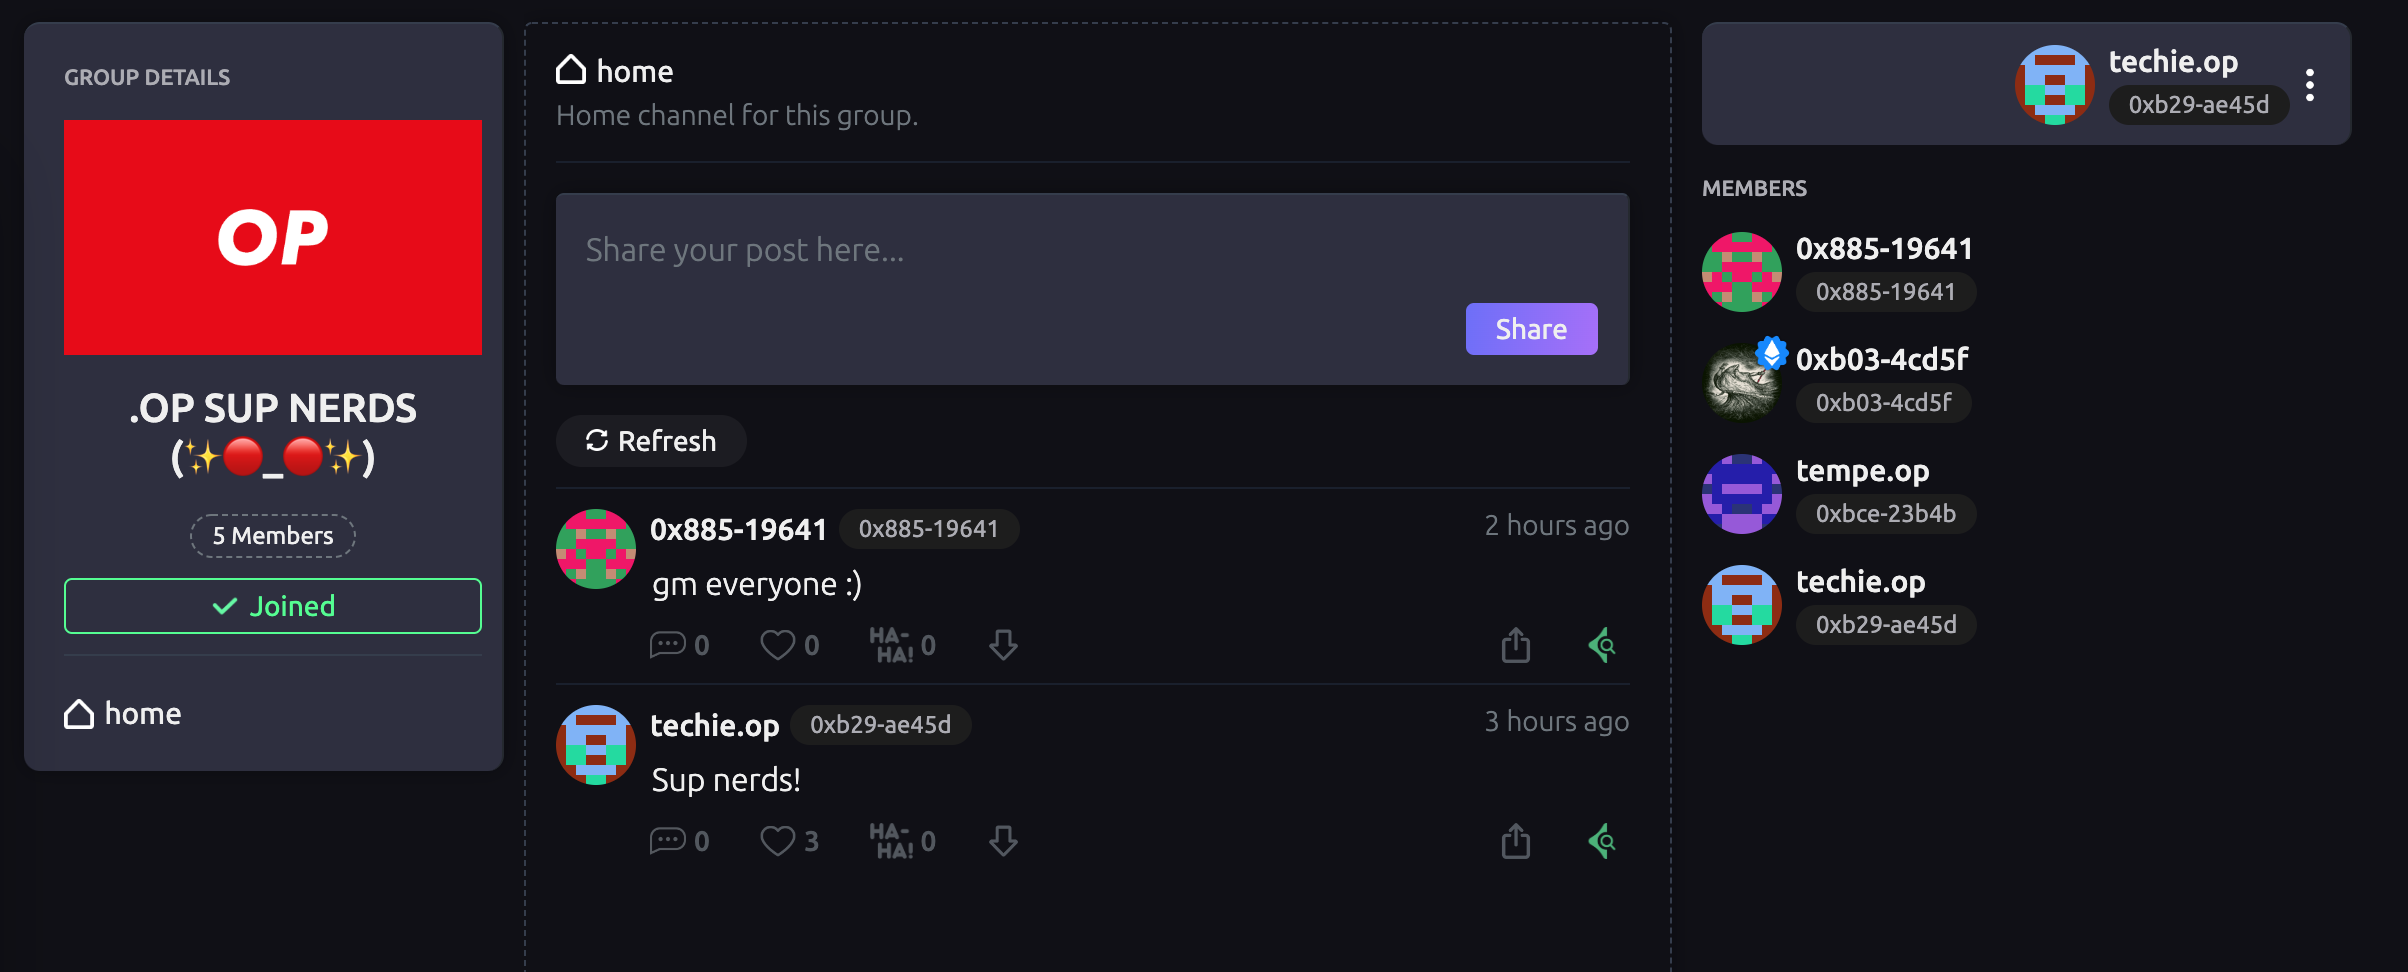 GROUP DETAILS
OP
.OP SUP NERDS
(✨🔴_🔴✨)
5 Members
Joined
home
home
Home channel for this group.
Share your post here...
Share
Refresh
0x885-19641 0x885-19641 2 hours ago
gm everyone :)
0 0 HA-HA! 0
techie.op 0xb29-ae45d 3 hours ago
Sup nerds!
0 3 HA-HA! 0
techie.op
0xb29-ae45d
MEMBERS
0x885-19641
0x885-19641
0xb03-4cd5f
0xb03-4cd5f
tempe.op
0xbce-23b4b
techie.op
0xb29-ae45d